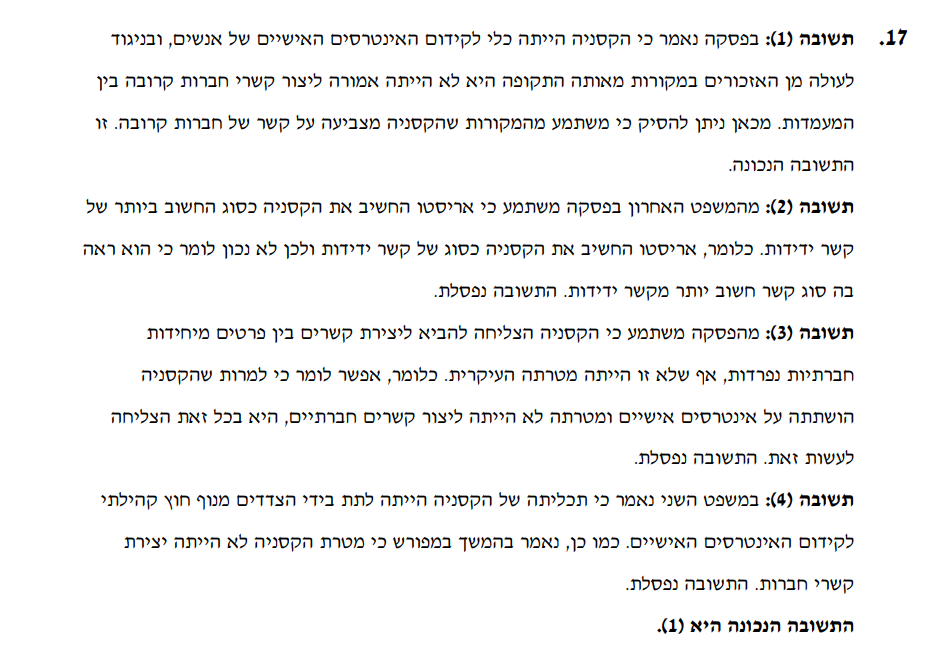 17. תשובה (1): בפסקה נאמר כי הקסניה הייתה כלי לקידום האינטרסים האישיים של אנשים, ובניגוד
לעולה מן האזכורים במקורות מאותה התקופה היא לא הייתה אמורה ליצור קשרי חברות קרובה בין
המעמדות. מכאן ניתן להסיק כי משתמע מהמקורות שהקסניה מצביעה על קשר של חברות קרובה. זו
התשובה הנכונה.
תשובה (2): מהמשפט האחרון בפסקה משתמע כי אריסטו החשיב את הקסניה כסוג החשוב ביותר של
קשר ידידות. כלומר, אריסטו החשיב את הקסניה כסוג של קשר ידידות ולכן לא נכון לומר כי הוא ראה
בה סוג קשר חשוב יותר מקשר ידידות. התשובה נפסלת.
תשובה (3): מהפסקה משתמע כי הקסניה הצליחה להביא ליצירת קשרים בין פרטים מיחידות
חברתיות נפרדות, אף שלא זו הייתה מטרתה העיקרית. כלומר, אפשר לומר כי למרות שהקסניה
הושתתה על אינטרסים אישיים ומטרתה לא הייתה ליצור קשרים חברתיים, היא בכל זאת הצליחה
לעשות זאת. התשובה נפסלת.
תשובה (4): במשפט השני נאמר כי תכליתה של הקסניה הייתה לתת בידי הצדדים מנוף חוץ קהילתי
לקידום האינטרסים האישיים. כמו כן, נאמר בהמשך במפורש כי מטרת הקסניה לא הייתה יצירת
קשרי חברות. התשובה נפסלת.
התשובה הנכונה היא (1).